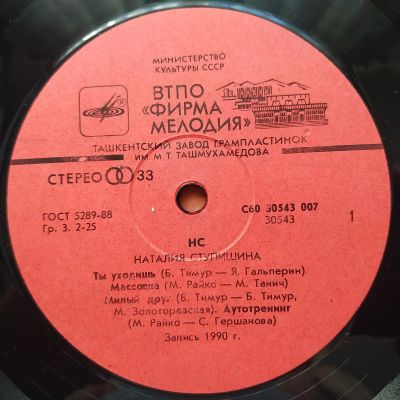 МИНИСТЕРСТВО
КУЛЬТУРЫ СССР
ВТПО
«ФИРМА
МЕЛОДИЯ»
ТАШКЕНТСКИЙ ЗАВОД ГРАМПЛАСТИНОК
ИМ. М. Т. ТАШМУХАМЕДОВА
СТЕРЕО 33
ГОСТ 5289-88
Гр. 3. 2-25
С60 30543 007
30543
1
НС
НАТАЛИЯ СТУПИШИНА
Ты уходишь (Б. Тимур — Я. Гальперин)
Массовка (М. Райко — М. Танич)
Милый друг (Б. Тимур — Б. Тимур,
М. Золоторевская). Аутотренинг
(М. Райко — С. Гершанова)
Запись 1990 г.